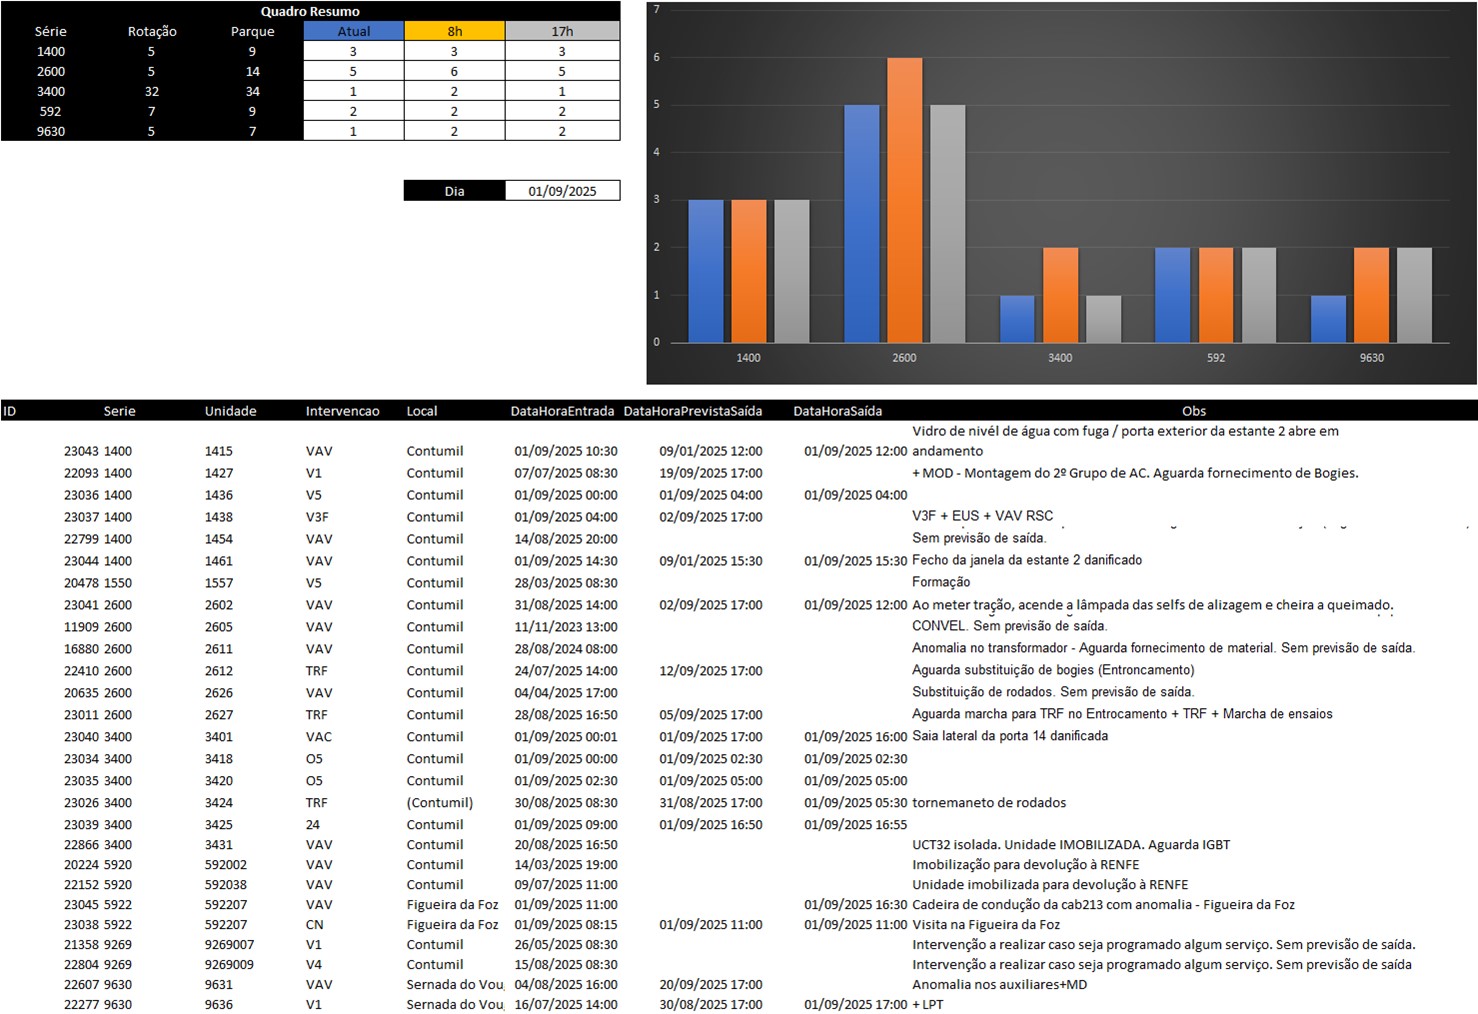 Quadro Resumo
Série Rotação Parque Atual 8h 17h
1400 5 9 3 3 3
2600 5 14 5 6 5
3400 32 34 1 2 1
592 7 9 2 2 2
9630 5 7 1 2 2
Dia 01/09/2025
7
6
5
4
3
2
1
0
1400 2600 3400 592 9630
ID Serie Unidade Intervencao Local DataHoraEntrada DataHoraPrevistaSaída DataHoraSaída Obs
Vidro de nivél de água com fuga / porta exterior da estante 2 abre em
23043 1400 1415 VAV Contumil 01/09/2025 10:30 09/01/2025 12:00 01/09/2025 12:00 andamento
22093 1400 1427 V1 Contumil 07/07/2025 08:30 19/09/2025 17:00 + MOD - Montagem do 2º Grupo de AC. Aguarda fornecimento de Bogies.
23036 1400 1436 V5 Contumil 01/09/2025 00:00 01/09/2025 04:00 01/09/2025 04:00
23037 1400 1438 V3F Contumil 01/09/2025 04:00 02/09/2025 17:00 V3F + EUS + VAV RSC
22799 1400 1454 VAV Contumil 14/08/2025 20:00 Sem previsão de saída.
23044 1400 1461 VAV Contumil 01/09/2025 14:30 09/01/2025 15:30 01/09/2025 15:30 Fecho da janela da estante 2 danificado
20478 1550 1557 V5 Contumil 28/03/2025 08:30 Formação
23041 2600 2602 VAV Contumil 31/08/2025 14:00 02/09/2025 17:00 01/09/2025 12:00 Ao meter tração, acende a lâmpada das selfs de alizagem e cheira a queimado.
11909 2600 2605 VAV Contumil 11/11/2023 13:00 CONVEL. Sem previsão de saída.
16880 2600 2611 VAV Contumil 28/08/2024 08:00 Anomalia no transformador - Aguarda fornecimento de material. Sem previsão de saída.
22410 2600 2612 TRF Contumil 24/07/2025 14:00 12/09/2025 17:00 Aguarda substituição de bogies (Entroncamento)
20635 2600 2626 VAV Contumil 04/04/2025 17:00 Substituição de rodados. Sem previsão de saída.
23011 2600 2627 TRF Contumil 28/08/2025 16:50 05/09/2025 17:00 Aguarda marcha para TRF no Entrocamento + TRF + Marcha de ensaios
23040 3400 3401 VAC Contumil 01/09/2025 00:01 01/09/2025 17:00 01/09/2025 16:00 Saia lateral da porta 14 danificada
23034 3400 3418 O5 Contumil 01/09/2025 00:00 01/09/2025 02:30 01/09/2025 02:30
23035 3400 3420 O5 Contumil 01/09/2025 02:30 01/09/2025 05:00 01/09/2025 05:00
23026 3400 3424 TRF (Contumil) 30/08/2025 08:30 31/08/2025 17:00 01/09/2025 05:30 tornemaneto de rodados
23039 3400 3425 24 Contumil 01/09/2025 09:00 01/09/2025 16:50 01/09/2025 16:55
22866 3400 3431 VAV Contumil 20/08/2025 16:50 UCT32 isolada. Unidade IMOBILIZADA. Aguarda IGBT
20224 5920 592002 VAV Contumil 14/03/2025 19:00 Imobilização para devolução à RENFE
22152 5920 592038 VAV Contumil 09/07/2025 11:00 Unidade imobilizada para devolução à RENFE
23045 5922 592207 VAV Figueira da Foz 01/09/2025 11:00 01/09/2025 16:30 Cadeira de condução da cab213 com anomalia - Figueira da Foz
23038 5922 592207 CN Figueira da Foz 01/09/2025 08:15 01/09/2025 11:00 01/09/2025 11:00 Visita na Figueira da Foz
21358 9269 9269007 V1 Contumil 26/05/2025 08:30 Intervenção a realizar caso seja programado algum serviço. Sem previsão de saída.
22804 9269 9269009 V4 Contumil 15/08/2025 08:30 Intervenção a realizar caso seja programado algum serviço. Sem previsão de saída
22607 9630 9631 VAV Sernada do Vou 04/08/2025 16:00 20/09/2025 17:00 Anomalia nos auxiliares+MD
22277 9630 9636 V1 Sernada do Vou 16/07/2025 14:00 30/08/2025 17:00 01/09/2025 17:00 + LPT